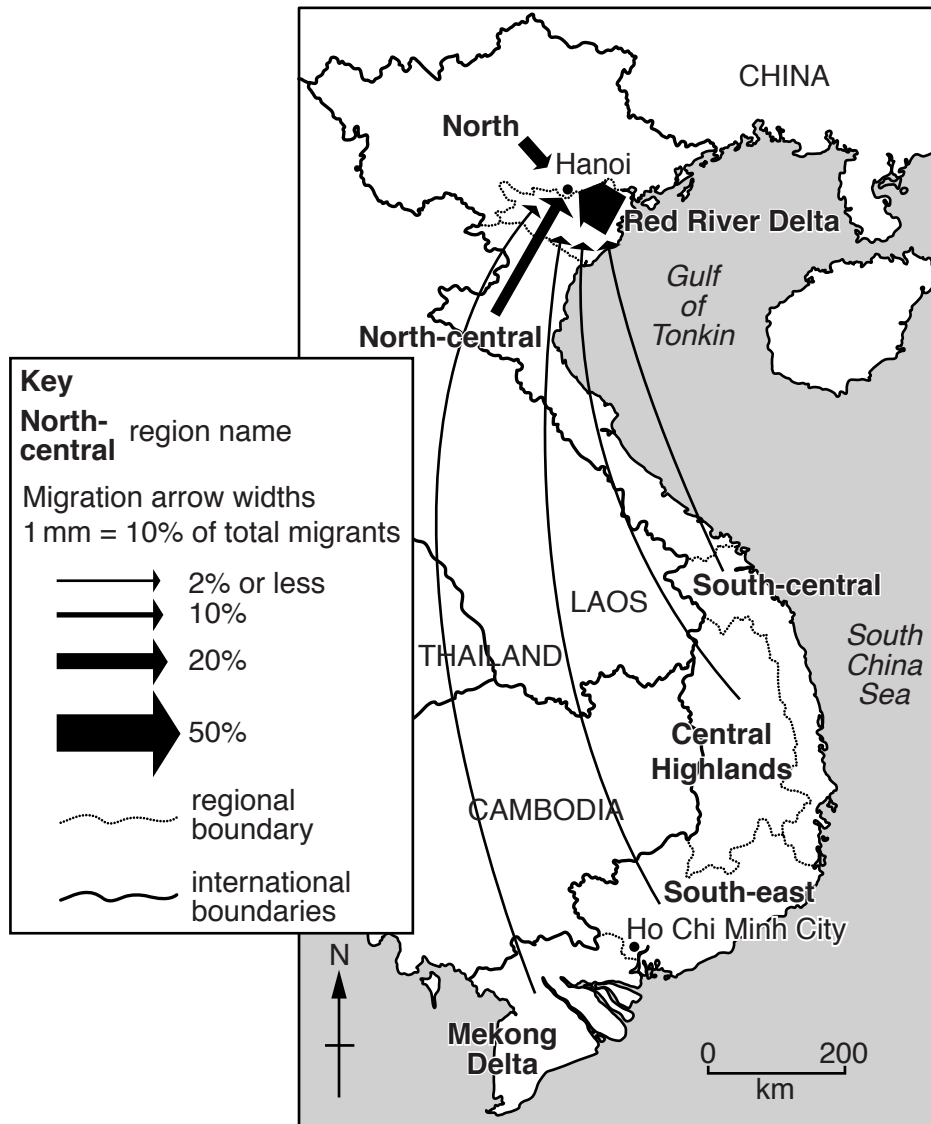 CHINA
North
Hanoi
Red River Delta
Gulf
of
Tonkin
North-central
Key
North-
central
region name
Migration arrow widths
1 mm = 10% of total migrants
2% or less
10%
20%
50%
regional
boundary
international
boundaries
LAOS
THAILAND
South-central
South
China
Sea
Central
Highlands
CAMBODIA
South-east
Ho Chi Minh City
N
Mekong
Delta
0 200
km